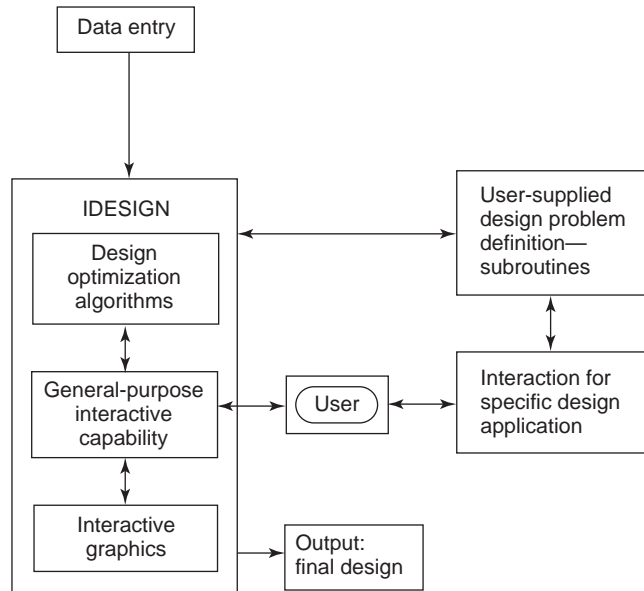 Data entry
IDESIGN
Design
optimization
algorithms
General-purpose
interactive
capability
Interactive
graphics
User
Output:
final design
User-supplied
design problem
definition—
subroutines
Interaction for
specific design
application